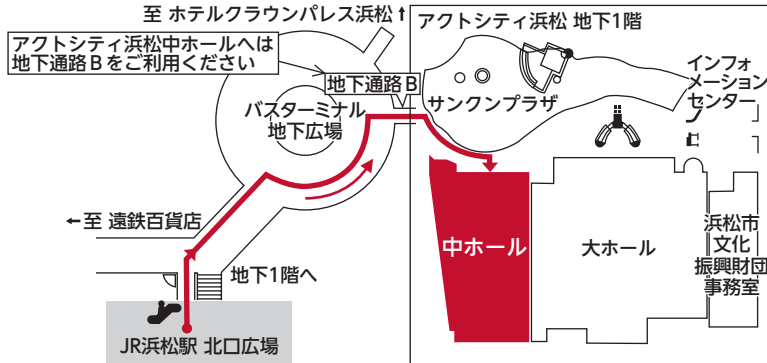 至 ホテルクラウンパレス浜松↑
アクトシティ浜松中ホールへは
地下通路Bをご利用ください
アクトシティ浜松 地下1階
地下通路B
サンクンプラザ
インフォ
メーション
センター
バスターミナル
地下広場
←至 遠鉄百貨店
中ホール
大ホール
浜松市
文化
振興財団
事務室
地下1階へ
JR浜松駅 北口広場